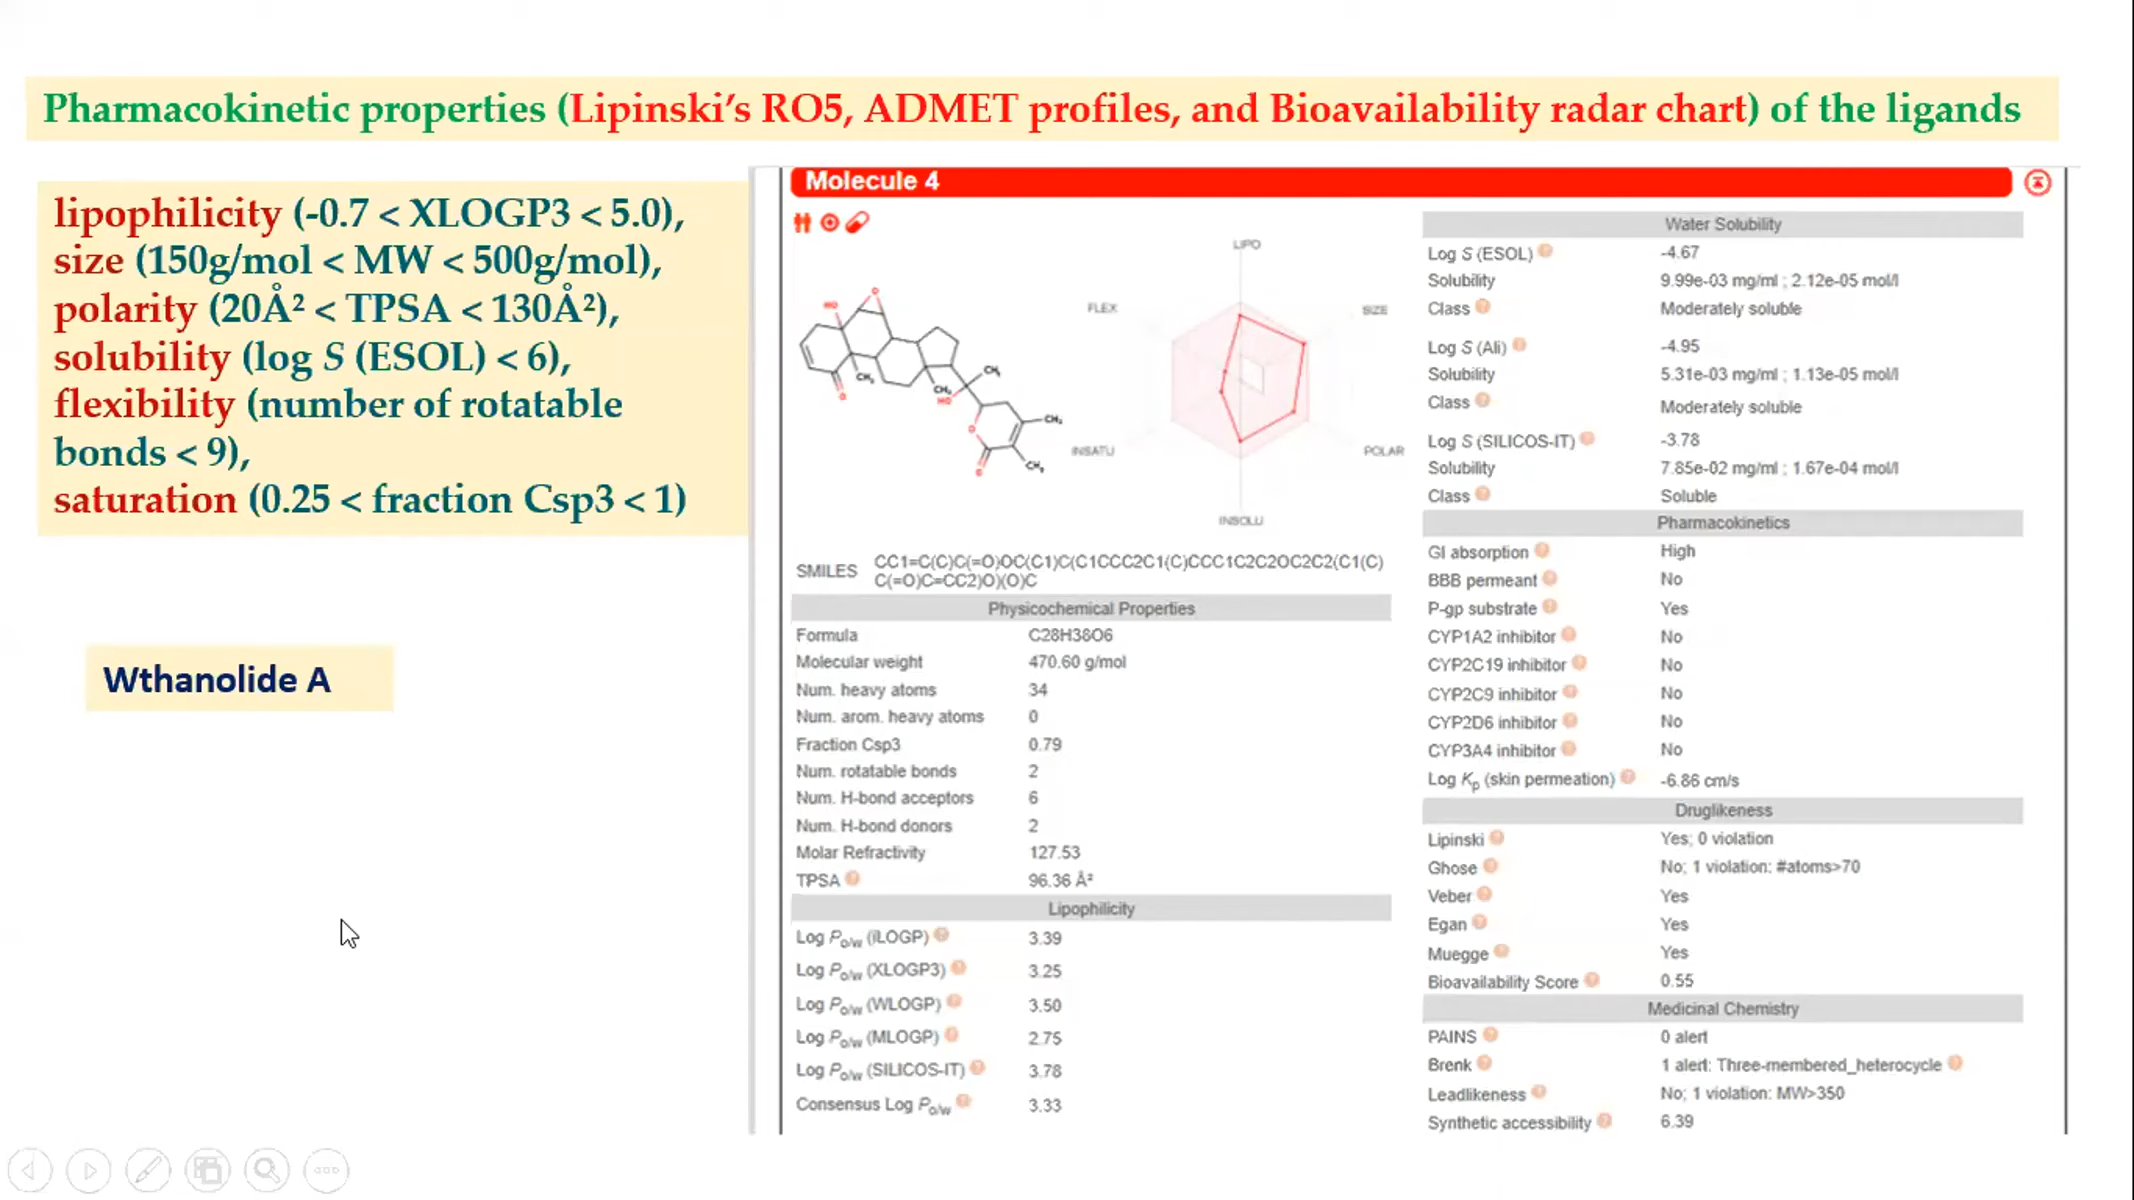 Pharmacokinetic properties (Lipinski's RO5, ADMET profiles, and Bioavailability radar chart) of the ligands
lipophilicity (-0.7 < XLOGP3 < 5.0),
size (150g/mol < MW < 500g/mol),
polarity (20Å² < TPSA < 130Å²),
solubility (log S (ESOL) < 6),
flexibility (number of rotatable
bonds < 9),
saturation (0.25 < fraction Csp3 < 1)
Wthanolide A
Molecule 4
LIPO
FLEX
SIZE
INSATU
POLAR
INSOLU
HO
O
CH₃
O
CH₃
HO
CH₃
O
O
CH₃
CH₃
SMILES CC1=C(C)C(=O)OC(C1)C(C1CCC2C1(C)CCC1C2C2OC2C2(C1(C)
C(=O)C=CC2)O)(O)C
Physicochemical Properties
Formula C28H38O6
Molecular weight 470.60 g/mol
Num. heavy atoms 34
Num. arom. heavy atoms 0
Fraction Csp3 0.79
Num. rotatable bonds 2
Num. H-bond acceptors 6
Num. H-bond donors 2
Molar Refractivity 127.53
TPSA ? 96.36 Å²
Lipophilicity
Log Po/w (iLOGP) ? 3.39
Log Po/w (XLOGP3) ? 3.25
Log Po/w (WLOGP) ? 3.50
Log Po/w (MLOGP) ? 2.75
Log Po/w (SILICOS-IT) ? 3.78
Consensus Log Po/w ? 3.33
Water Solubility
Log S (ESOL) ? -4.67
Solubility 9.99e-03 mg/ml ; 2.12e-05 mol/l
Class ? Moderately soluble
Log S (Ali) ? -4.95
Solubility 5.31e-03 mg/ml ; 1.13e-05 mol/l
Class ? Moderately soluble
Log S (SILICOS-IT) ? -3.78
Solubility 7.85e-02 mg/ml ; 1.67e-04 mol/l
Class ? Soluble
Pharmacokinetics
GI absorption ? High
BBB permeant ? No
P-gp substrate ? Yes
CYP1A2 inhibitor ? No
CYP2C19 inhibitor ? No
CYP2C9 inhibitor ? No
CYP2D6 inhibitor ? No
CYP3A4 inhibitor ? No
Log Kp (skin permeation) ? -6.86 cm/s
Druglikeness
Lipinski ? Yes; 0 violation
Ghose ? No; 1 violation: #atoms>70
Veber ? Yes
Egan ? Yes
Muegge ? Yes
Bioavailability Score ? 0.55
Medicinal Chemistry
PAINS ? 0 alert
Brenk ? 1 alert: Three-membered_heterocycle ?
Leadlikeness ? No; 1 violation: MW>350
Synthetic accessibility ? 6.39